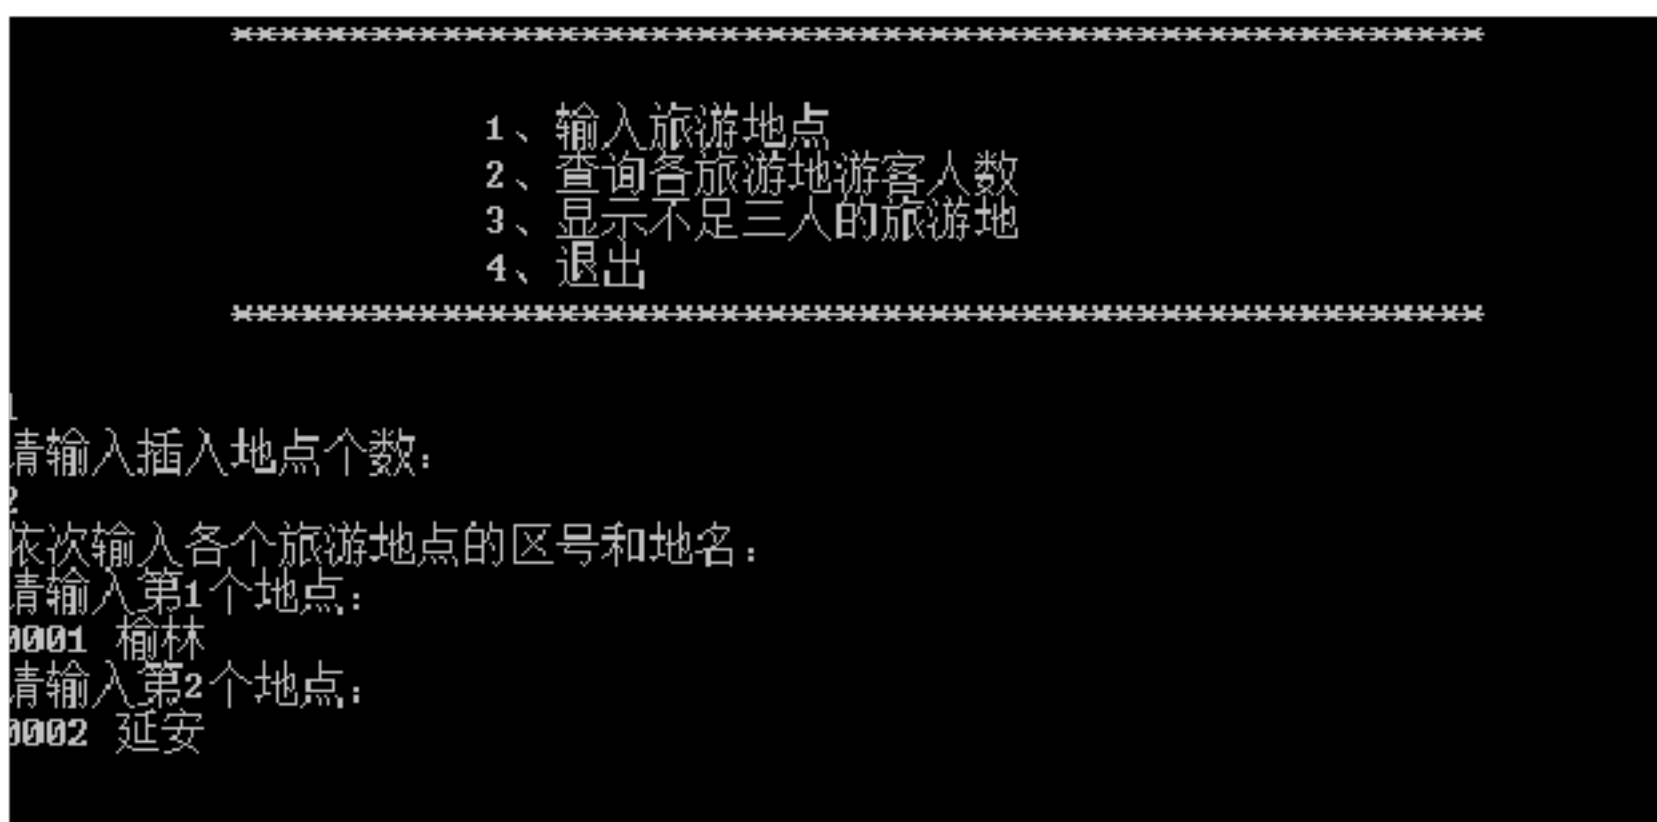 ******************************************************
1、输入旅游地点
2、查询各旅游地游客人数
3、显示不足三人的旅游地
4、退出
******************************************************
1
请输入插入地点个数：
2
依次输入各个旅游地点的区号和地名：
请输入第1个地点：
0001 榆林
请输入第2个地点：
0002 延安